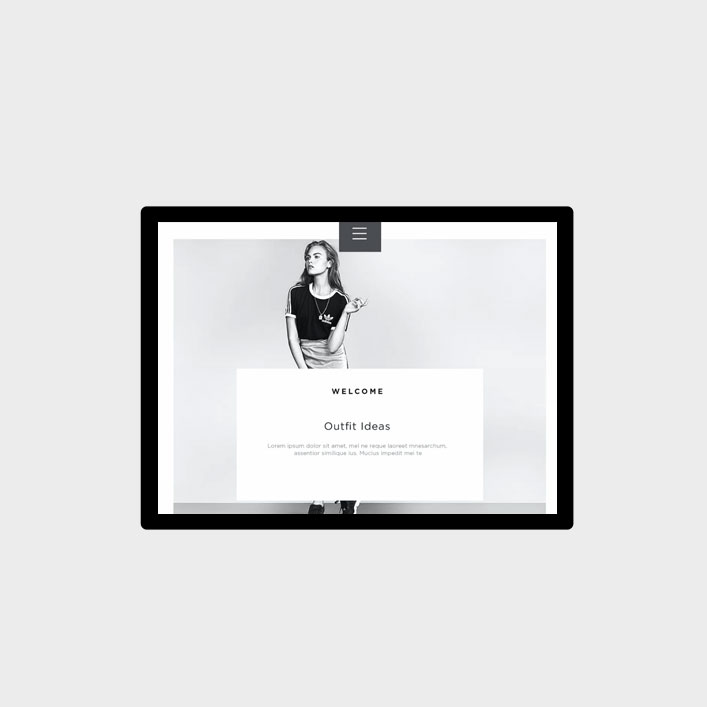 WELCOME
Outfit Ideas
Lorem ipsum dolor sit amet, mel ne reque laoreet mnesarchum,
assentior similique ius. Mucius impedit mei te